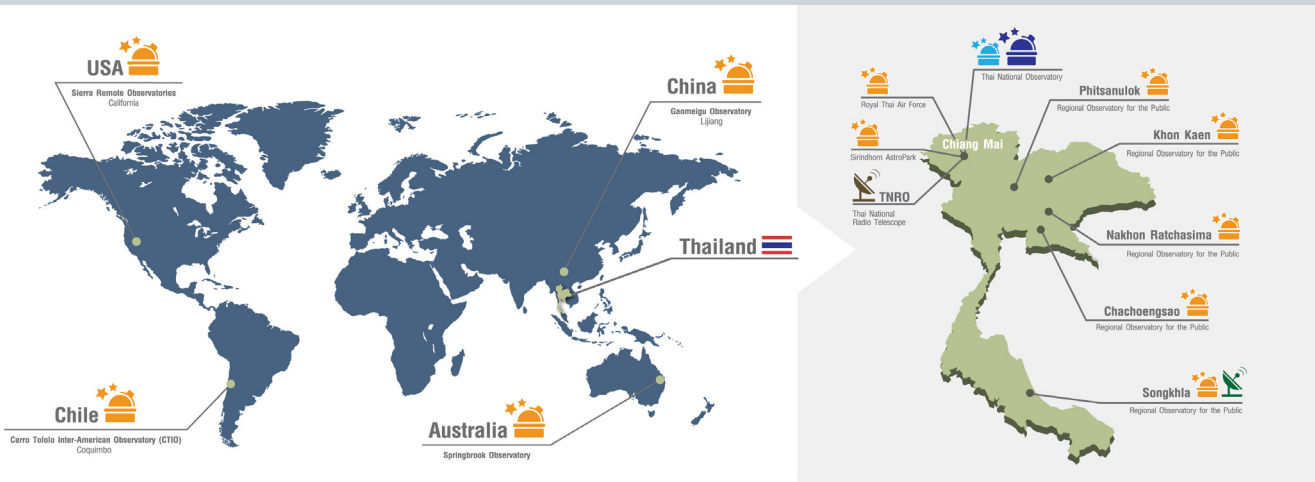 USA
Sierra Remote Observatories
California
China
Gaomeigu Observatory
Lijiang
Thailand
Chile
Cerro Tololo Inter-American Observatory (CTIO)
Coquimbo
Australia
Springbrook Observatory
Thai National Observatory
Royal Thai Air Force
Sirindhorn AstroPark
TNRO
Thai National
Radio Telescope
Chiang Mai
Phitsanulok
Regional Observatory for the Public
Khon Kaen
Regional Observatory for the Public
Nakhon Ratchasima
Regional Observatory for the Public
Chachoengsao
Regional Observatory for the Public
Songkhla
Regional Observatory for the Public